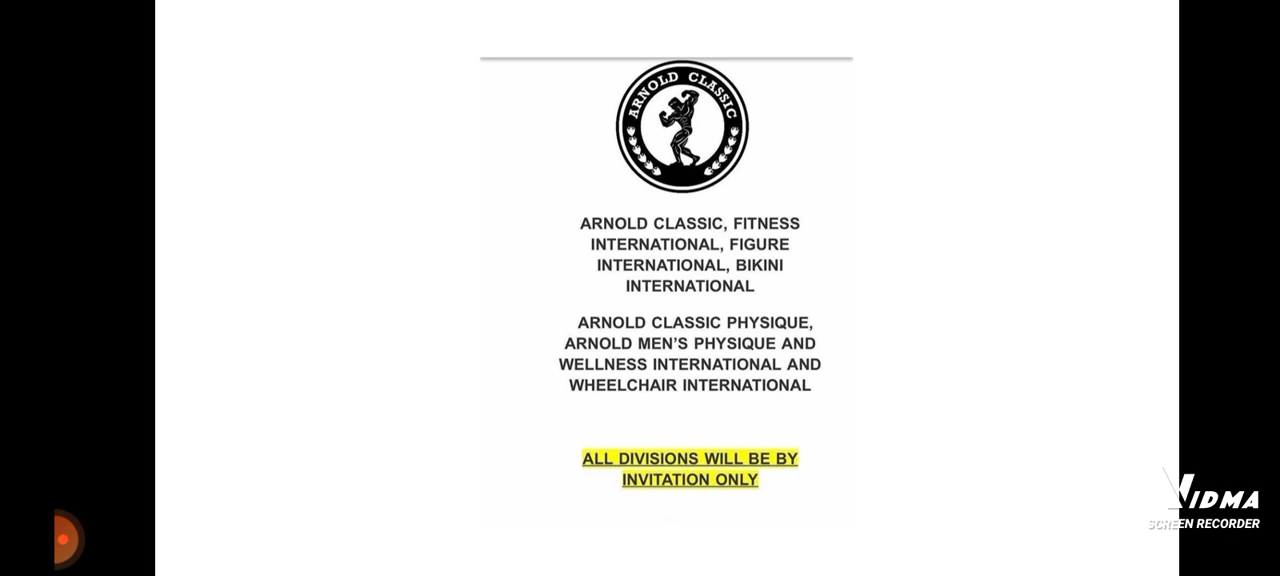 ARNOLD CLASSIC
ARNOLD CLASSIC, FITNESS
INTERNATIONAL, FIGURE
INTERNATIONAL, BIKINI
INTERNATIONAL
ARNOLD CLASSIC PHYSIQUE,
ARNOLD MEN'S PHYSIQUE AND
WELLNESS INTERNATIONAL AND
WHEELCHAIR INTERNATIONAL
ALL DIVISIONS WILL BE BY
INVITATION ONLY
VIDMA
SCREEN RECORDER